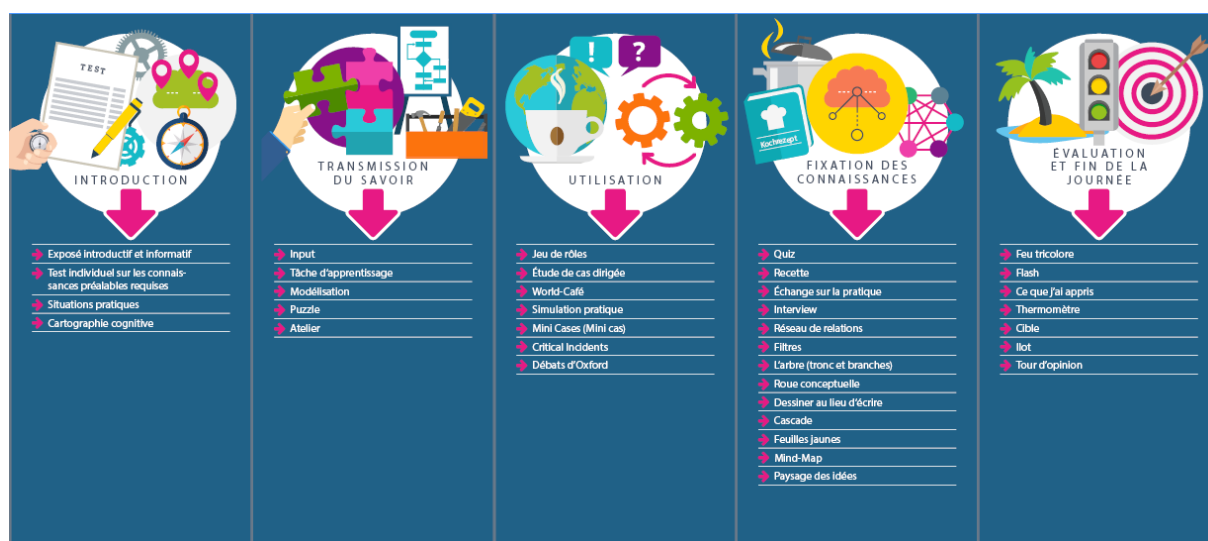 TEST
INTRODUCTION
Exposé introductif et informatif
Test individuel sur les connais-
sances préalables requises
Situations pratiques
Cartographie cognitive
TRANSMISSION
DU SAVOIR
Input
Tâche d'apprentissage
Modélisation
Puzzle
Atelier
! ?
UTILISATION
Jeu de rôles
Étude de cas dirigée
World-Café
Simulation pratique
Mini Cases (Mini cas)
Critical Incidents
Débats d'Oxford
Kochrezept
FIXATION DES
CONNAISSANCES
Quiz
Recette
Échange sur la pratique
Interview
Réseau de relations
Filtres
L'arbre (tronc et branches)
Roue conceptuelle
Dessiner au lieu d'écrire
Cascade
Feuilles jaunes
Mind-Map
Paysage des idées
ÉVALUATION
ET FIN DE LA
JOURNÉE
Feu tricolore
Flash
Ce que j'ai appris
Thermomètre
Cible
Ilot
Tour d'opinion